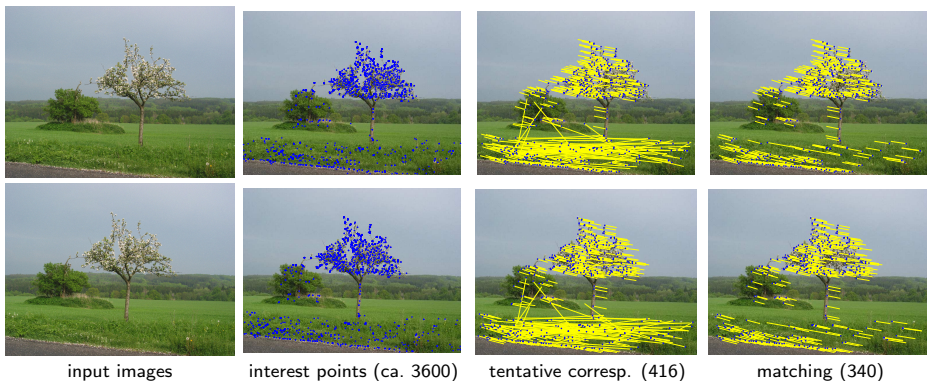 input images
interest points (ca. 3600)
tentative corresp. (416)
matching (340)